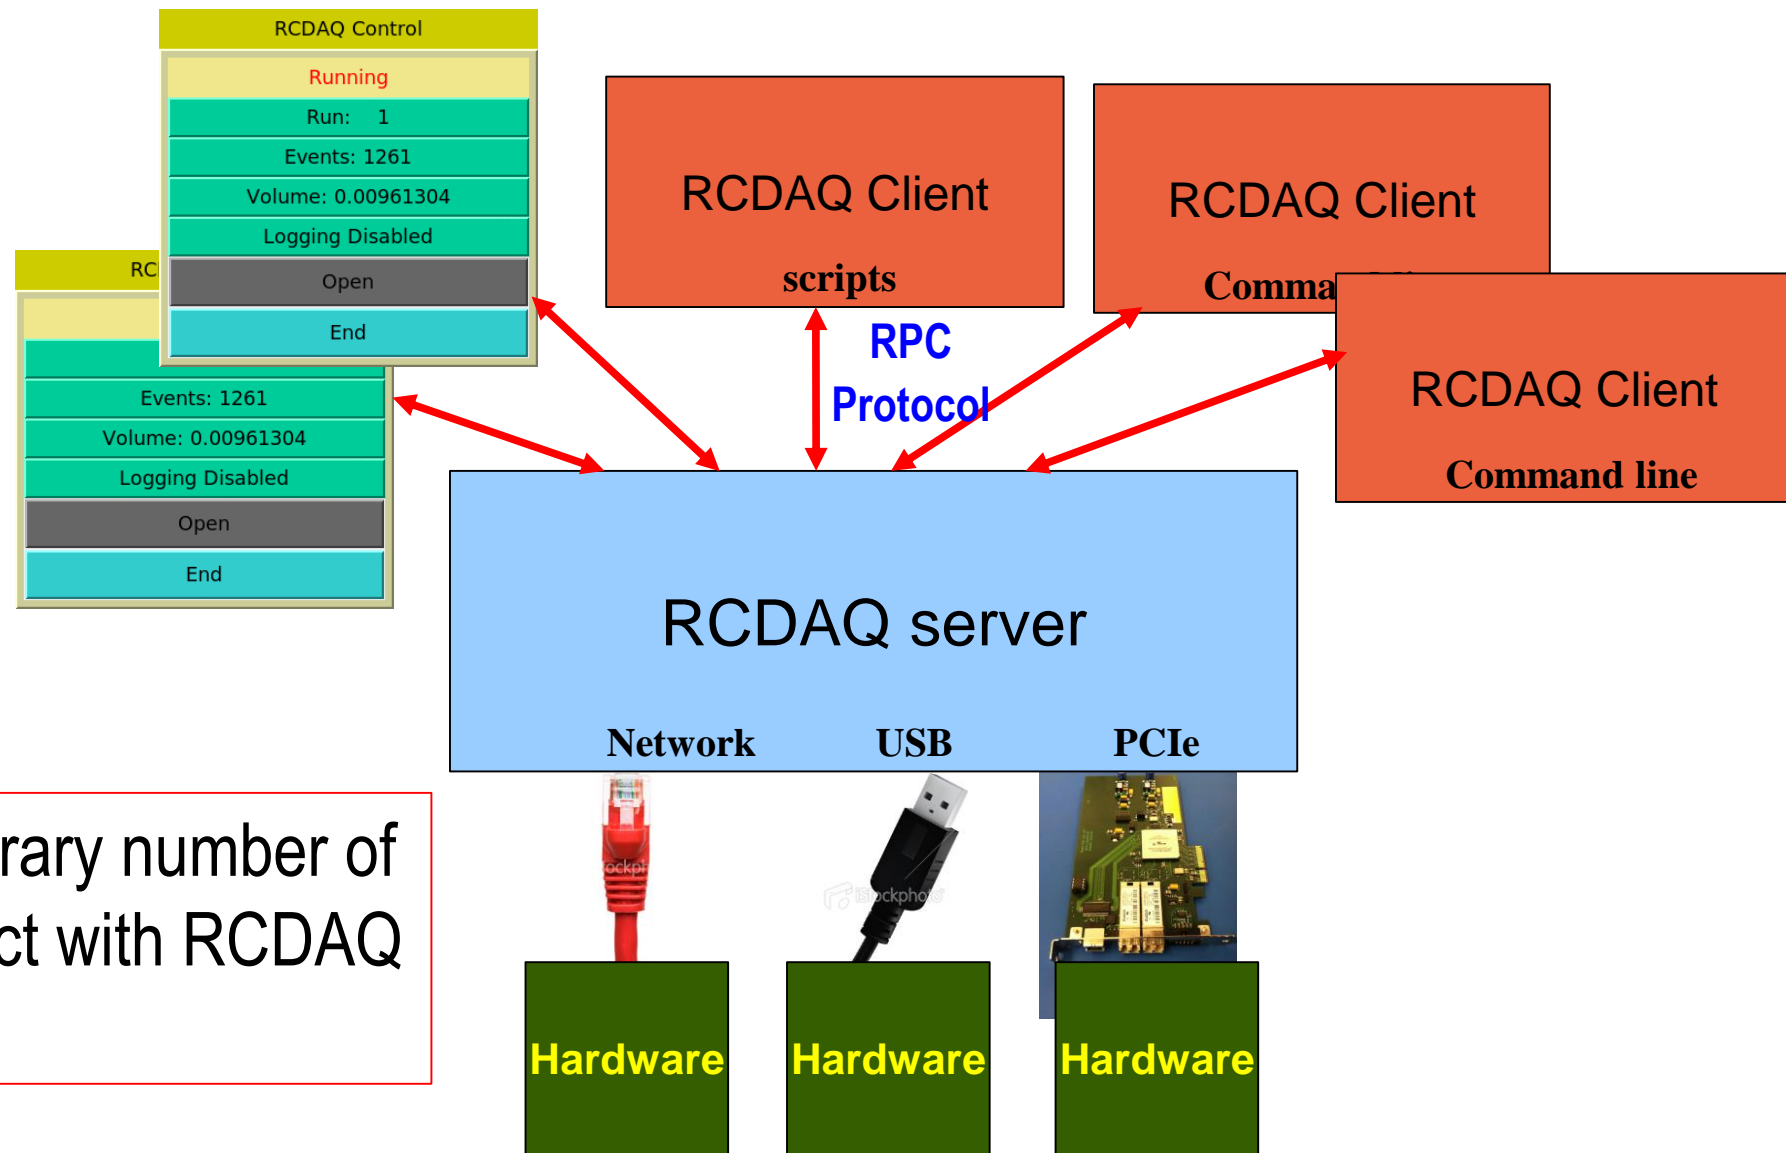 RCDAQ Control
Running
Run: 1
Events: 1261
Volume: 0.00961304
Logging Disabled
Open
End
RC
Events: 1261
Volume: 0.00961304
Logging Disabled
Open
End
RCDAQ Client
scripts
RCDAQ Client
Comma
RCDAQ Client
Command line
RPC
Protocol
RCDAQ server
Network USB PCIe
iStockphoto
rary number of
ct with RCDAQ
Hardware Hardware Hardware